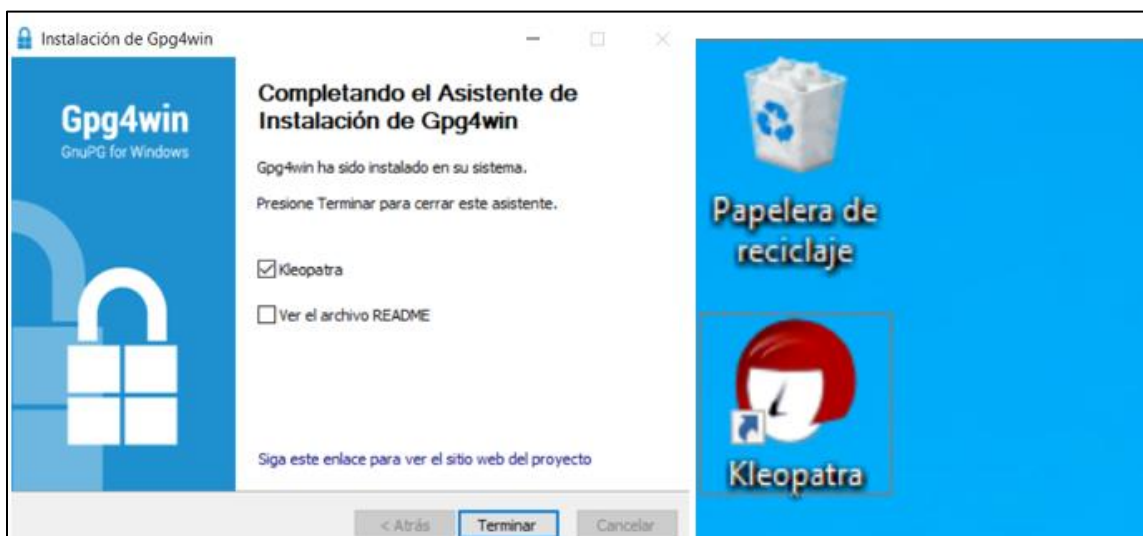 Instalación de Gpg4win
Gpg4win
GnuPG for Windows
Completando el Asistente de
Instalación de Gpg4win
Gpg4win ha sido instalado en su sistema.
Presione Terminar para cerrar este asistente.
Kleopatra
Ver el archivo README
Siga este enlace para ver el sitio web del proyecto
< Atrás
Terminar
Cancelar
Papelera de
reciclaje
Kleopatra